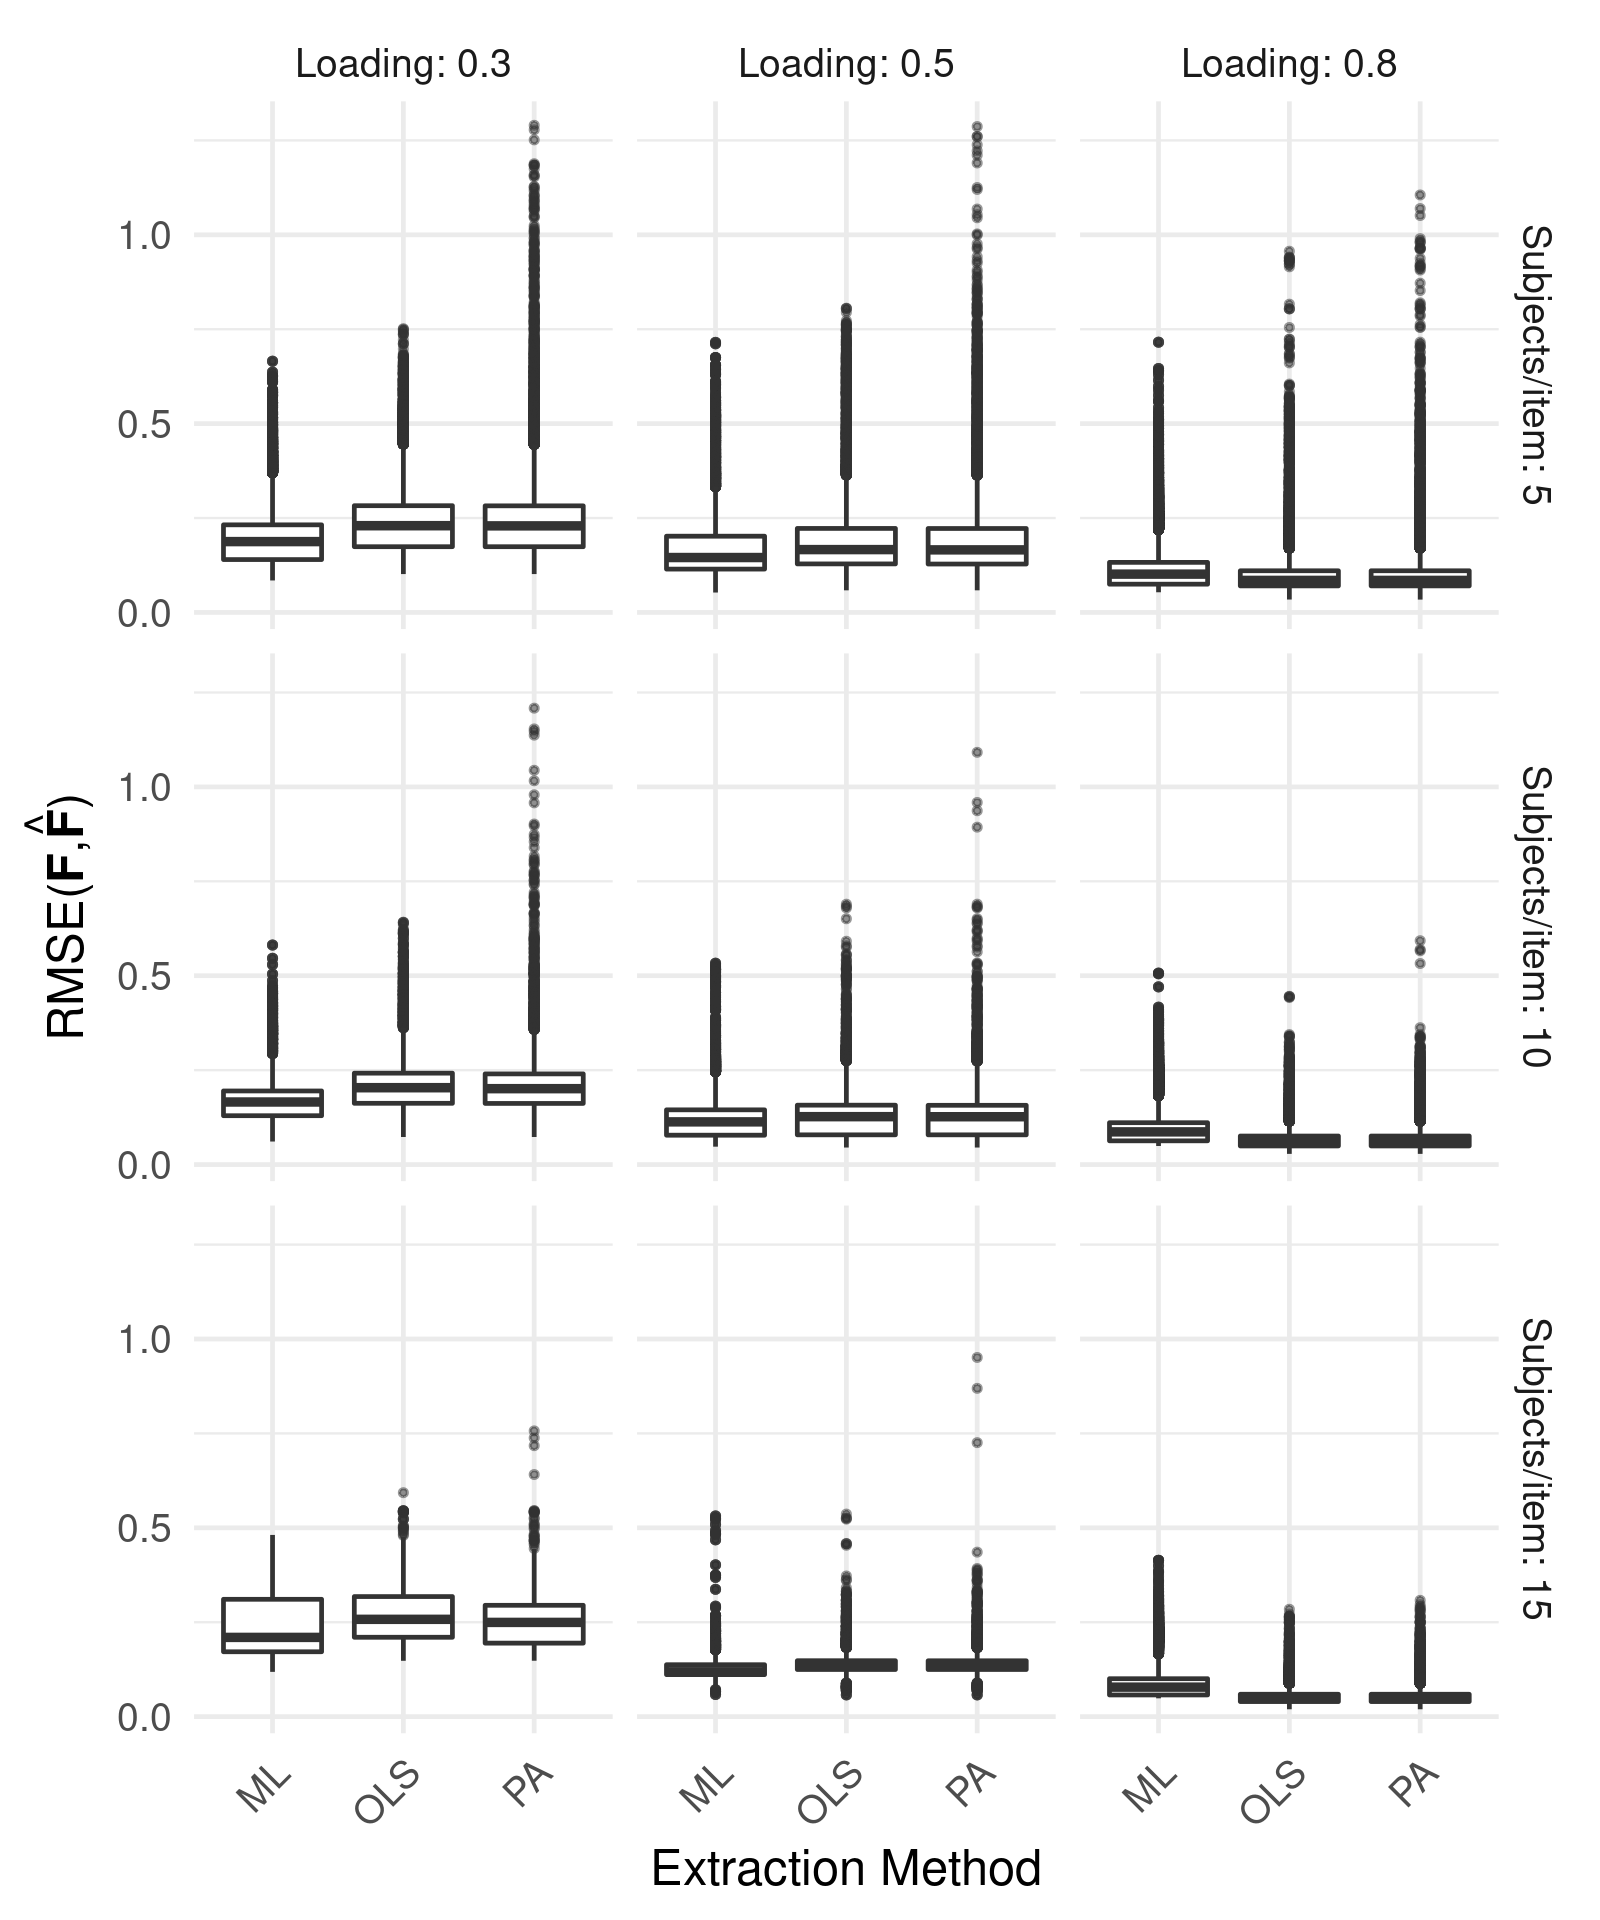 Loading: 0.3
Loading: 0.5
Loading: 0.8
1.0
0.5
0.0
Subjects/item: 5
1.0
0.5
0.0
Subjects/item: 10
1.0
0.5
0.0
Subjects/item: 15
RMSE(F,F̂)
ML
OLS
PA
ML
OLS
PA
ML
OLS
PA
Extraction Method